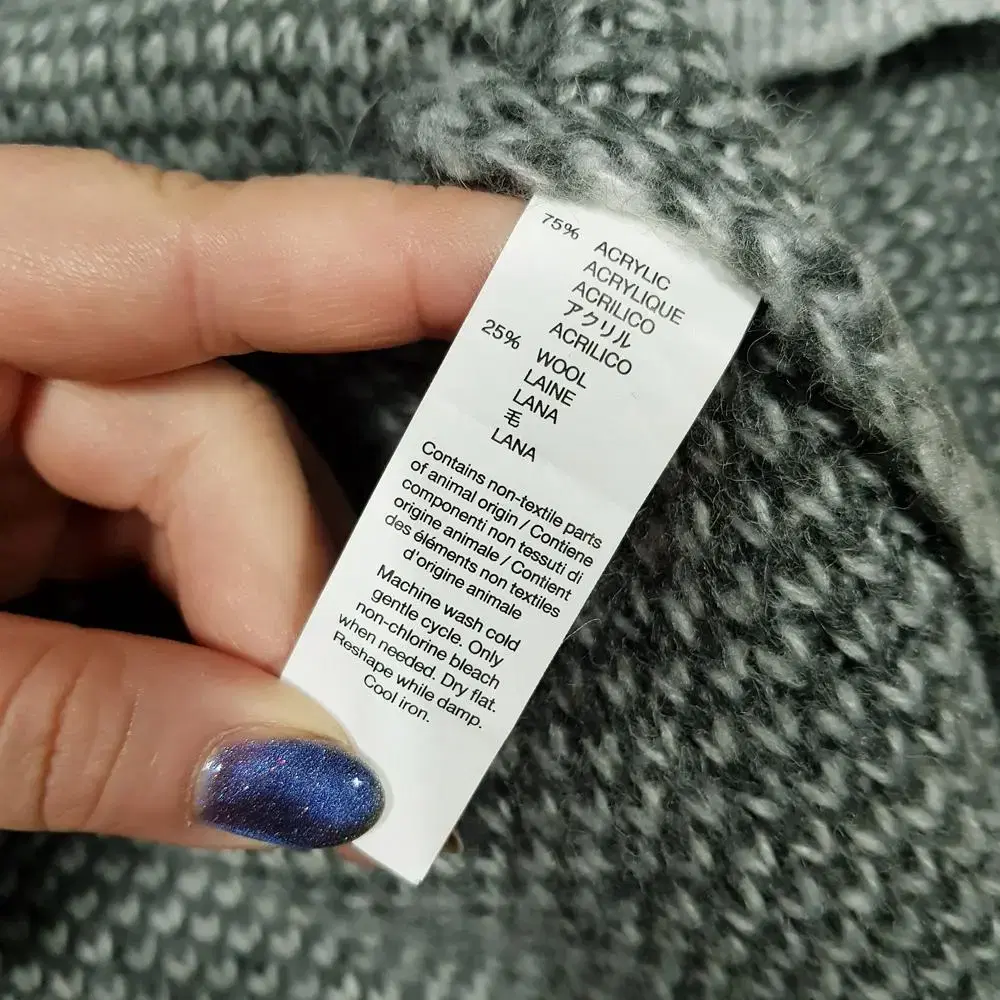 75% ACRYLIC
ACRYLIQUE
ACRILICO
アクリル
ACRILICO
25% WOOL
LAINE
LANA
毛
LANA
Contains non-textile parts
of animal origin / Contiene
componenti non tessuti di
origine animale / Contient
des éléments non textiles
d'origine animale
Machine wash cold
gentle cycle. Only
non-chlorine bleach
when needed. Dry flat.
Reshape while damp.
Cool iron.